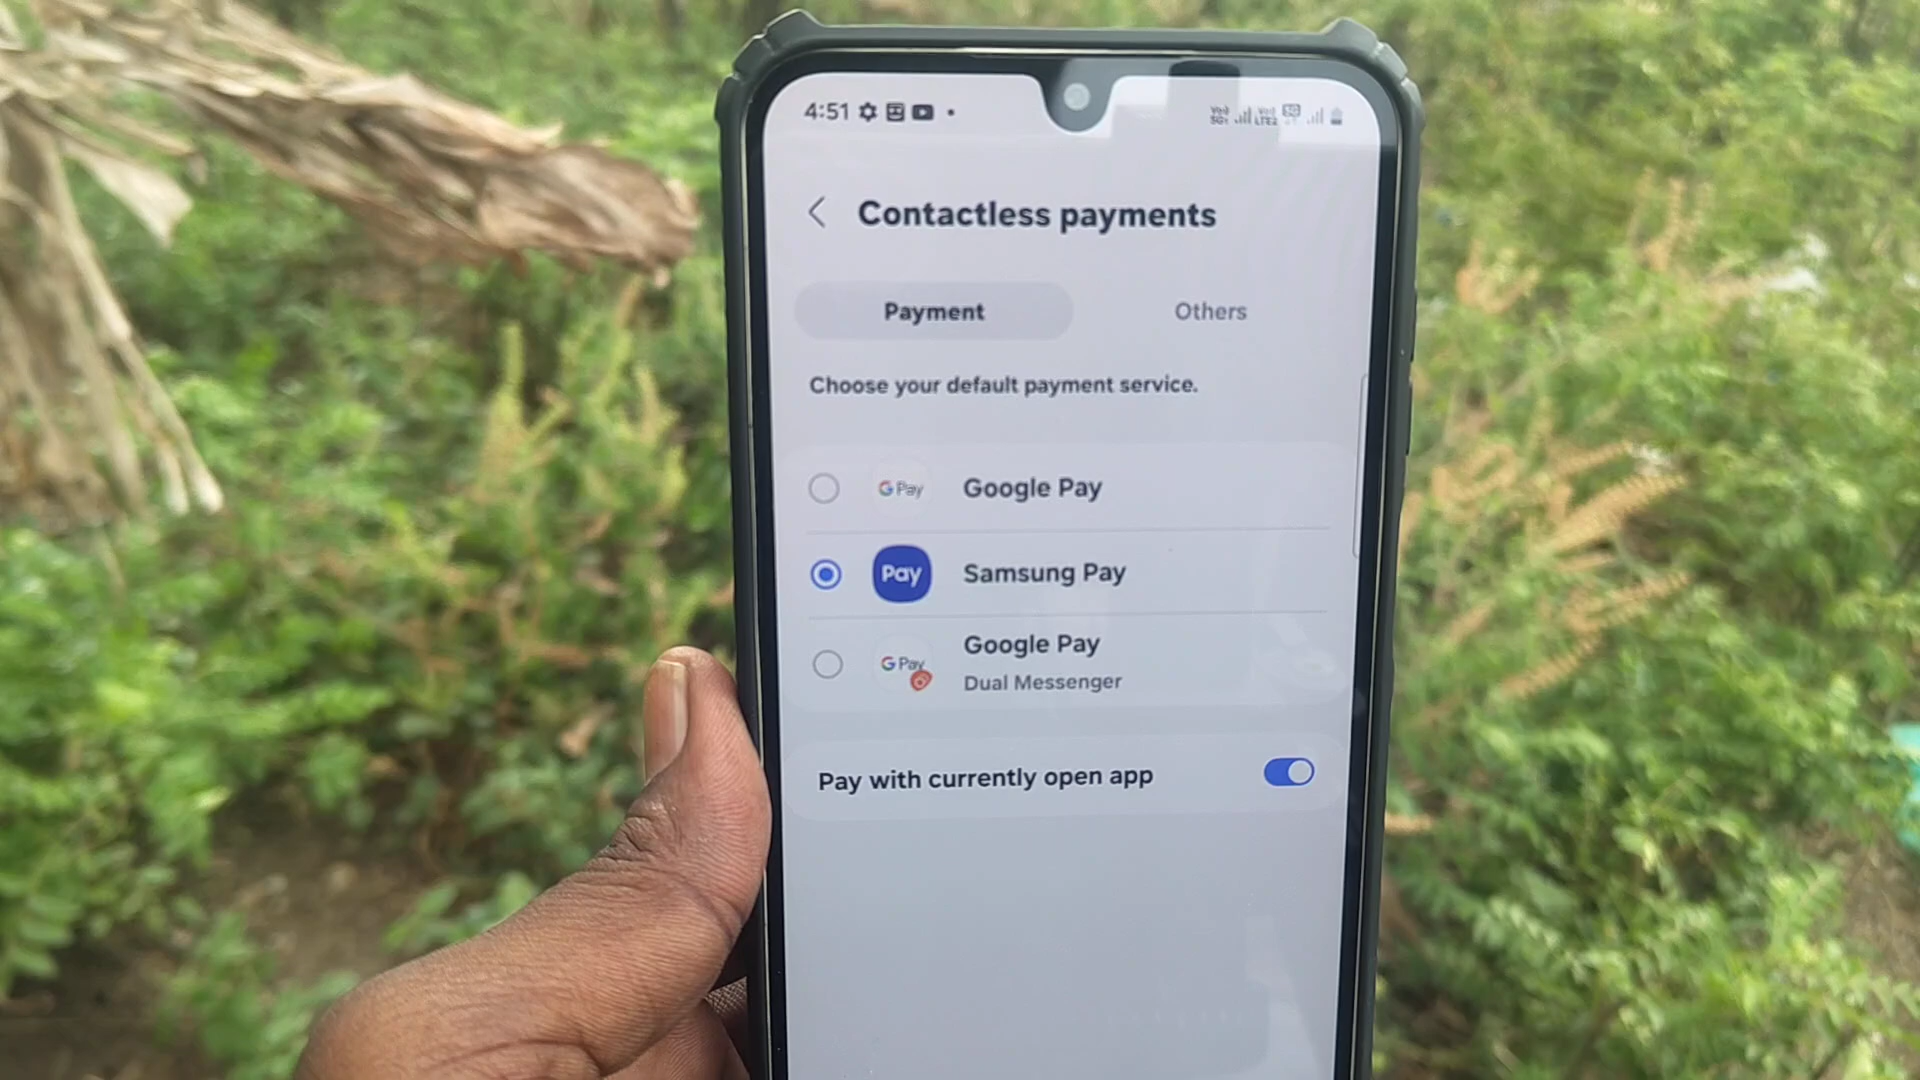 4:51
Contactless payments
Payment
Others
Choose your default payment service.
G Pay
Google Pay
Pay
Samsung Pay
G Pay
Google Pay
Dual Messenger
Pay with currently open app